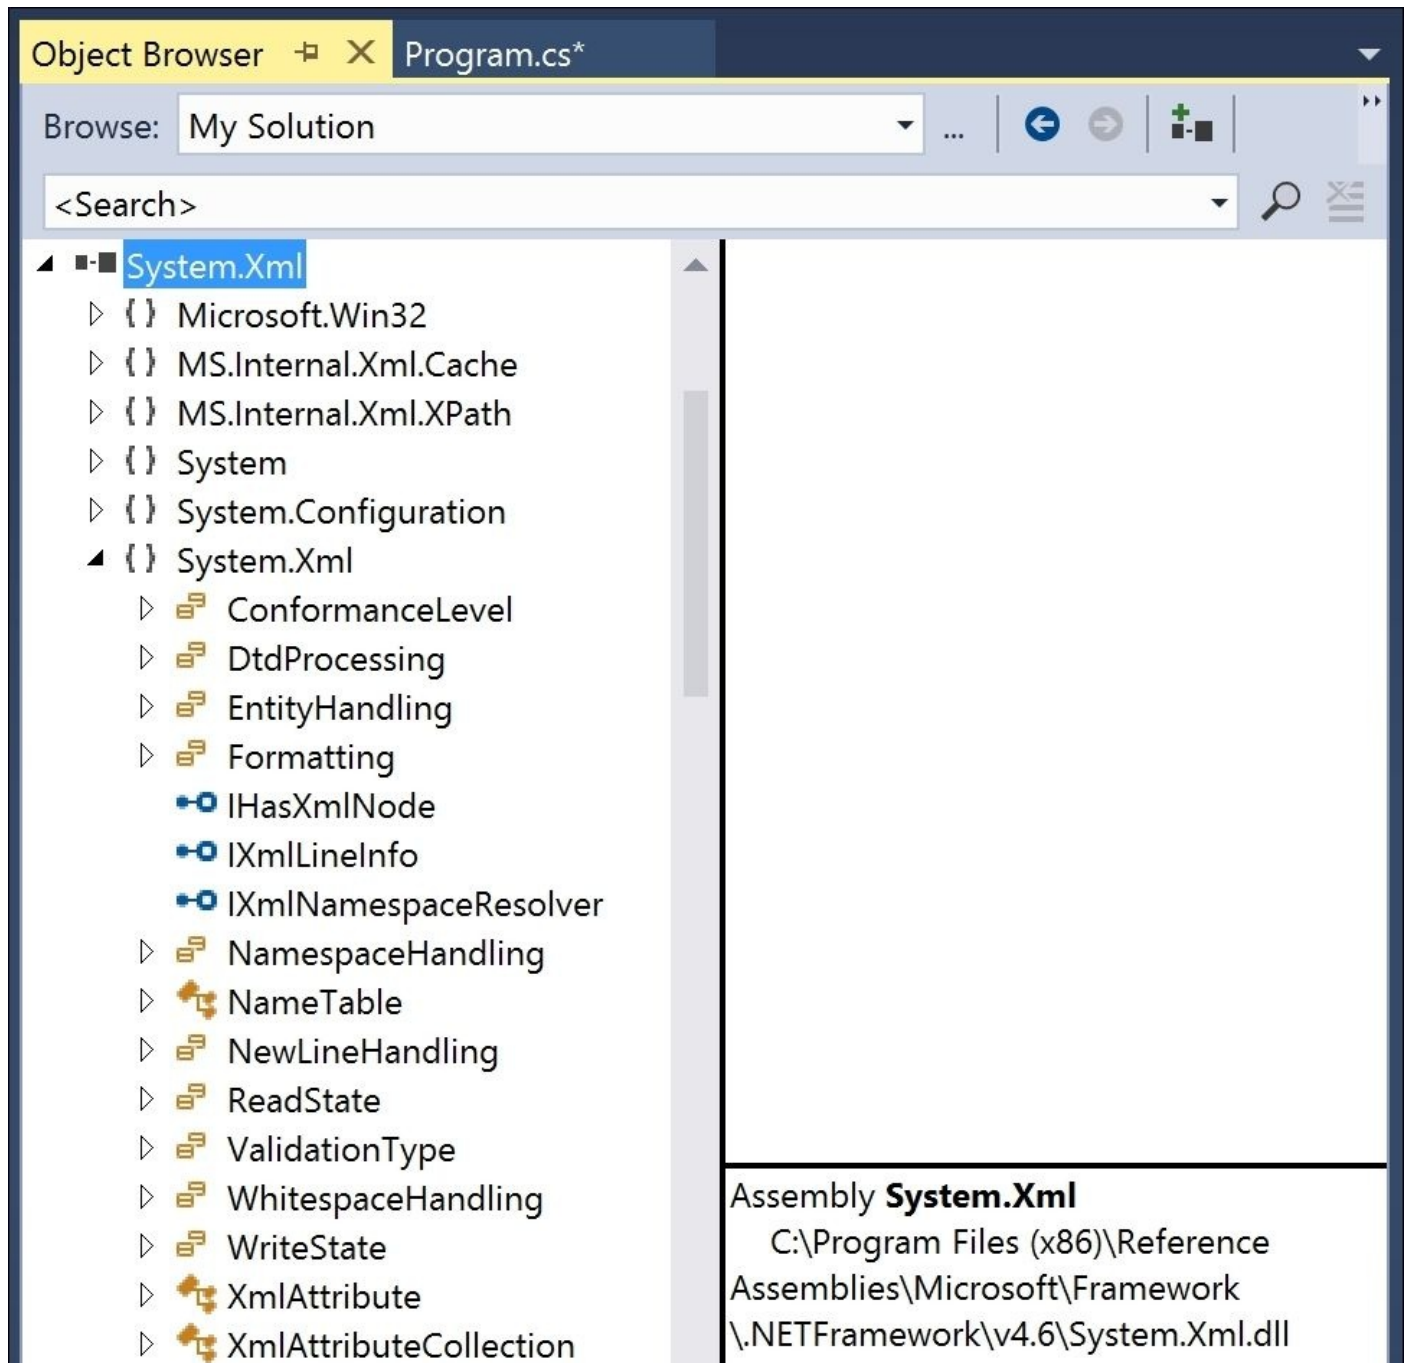 Object Browser Program.cs*
Browse: My Solution ...
<Search>
System.Xml
{} Microsoft.Win32
{} MS.Internal.Xml.Cache
{} MS.Internal.Xml.XPath
{} System
{} System.Configuration
{} System.Xml
ConformanceLevel
DtdProcessing
EntityHandling
Formatting
IHasXmlNode
IXmlLineInfo
IXmlNamespaceResolver
NamespaceHandling
NameTable
NewLineHandling
ReadState
ValidationType
WhitespaceHandling
WriteState
XmlAttribute
XmlAttributeCollection
Assembly System.Xml
C:\Program Files (x86)\Reference
Assemblies\Microsoft\Framework
\.NETFramework\v4.6\System.Xml.dll